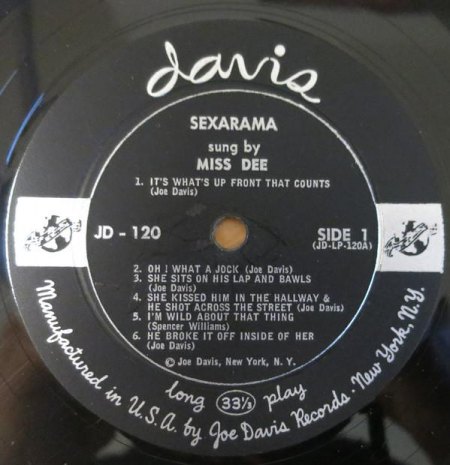 davis
SEXARAMA
sung by
MISS DEE
1. IT'S WHAT'S UP FRONT THAT COUNTS
(Joe Davis)
JD - 120
SIDE 1
(JD-LP-120A)
2. OH! WHAT A JOCK (Joe Davis)
3. SHE SITS ON HIS LAP AND BAWLS
(Joe Davis)
4. SHE KISSED HIM IN THE HALLWAY &
HE SHOT ACROSS THE STREET (Joe Davis)
5. I'M WILD ABOUT THAT THING
(Spencer Williams)
6. HE BROKE IT OFF INSIDE OF HER
(Joe Davis)
© Joe Davis, New York, N. Y.
long 33⅓ play
Manufactured in U.S.A. by Joe Davis Records · New York, N.Y.